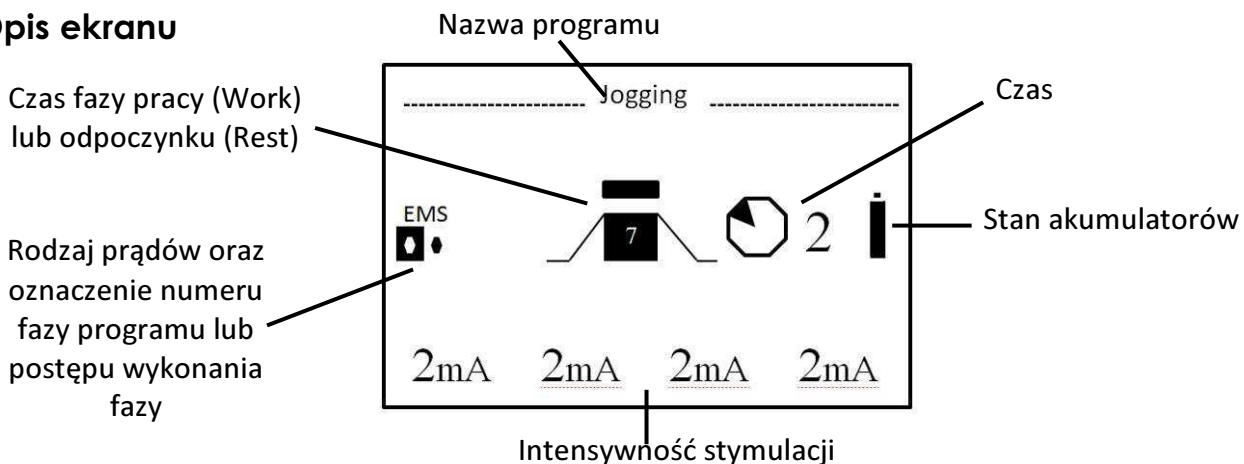 pis ekranu
Nazwa programu
Czas fazy pracy (Work)
lub odpoczynku (Rest)
Jogging
Czas
EMS
7
2
Stan akumulatorów
Rodzaj prądów oraz
oznaczenie numeru
fazy programu lub
postępu wykonania
fazy
2mA 2mA 2mA 2mA
Intensywność stymulacji